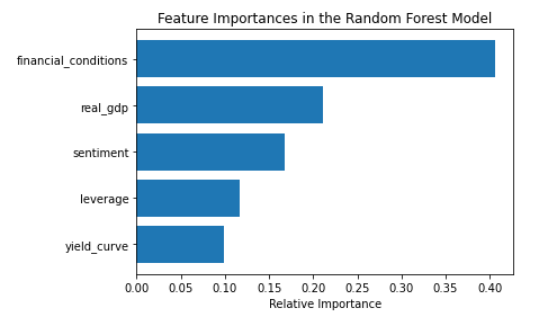 Feature Importances in the Random Forest Model
financial_conditions
real_gdp
sentiment
leverage
yield_curve
0.00 0.05 0.10 0.15 0.20 0.25 0.30 0.35 0.40
Relative Importance